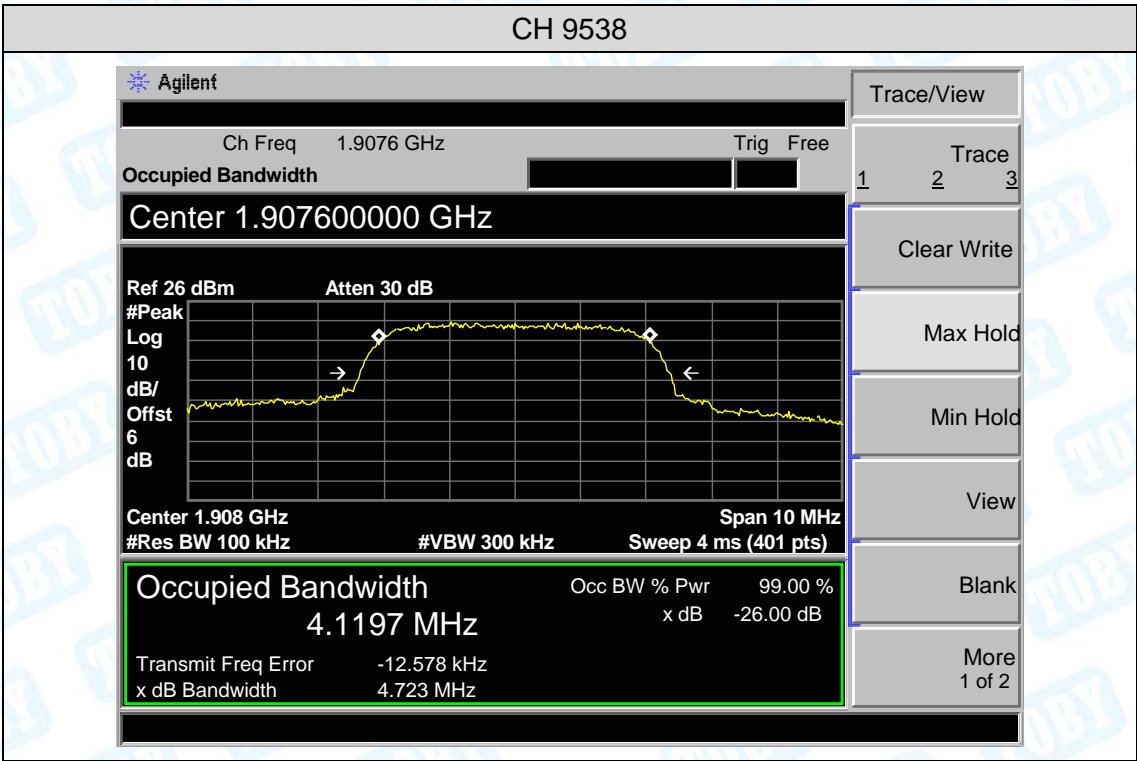 CH 9538
Agilent
Trace/View
Ch Freq 1.9076 GHz Trig Free
Occupied Bandwidth
Trace
1 2 3
Center 1.907600000 GHz
Clear Write
Ref 26 dBm Atten 30 dB
#Peak
Log
10
dB/
Offst
6
dB
Max Hold
Min Hold
View
Center 1.908 GHz Span 10 MHz
#Res BW 100 kHz #VBW 300 kHz Sweep 4 ms (401 pts)
Occupied Bandwidth Occ BW % Pwr 99.00 %
4.1197 MHz x dB -26.00 dB
Blank
Transmit Freq Error -12.578 kHz
x dB Bandwidth 4.723 MHz
More
1 of 2
TOBY